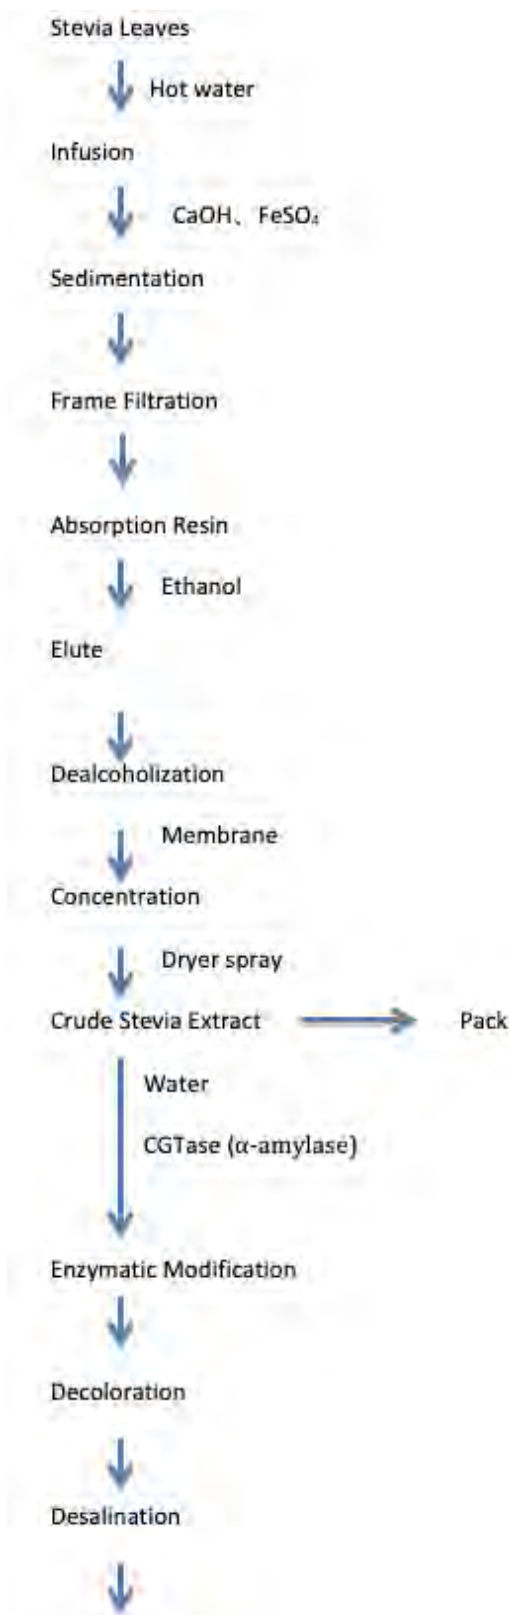 Stevia Leaves
Hot water
Infusion
CaOH、FeSO₄
Sedimentation
Frame Filtration
Absorption Resin
Ethanol
Elute
Dealcoholization
Membrane
Concentration
Dryer spray
Crude Stevia Extract Pack
Water
CGTase (α-amylase)
Enzymatic Modification
Decoloration
Desalination